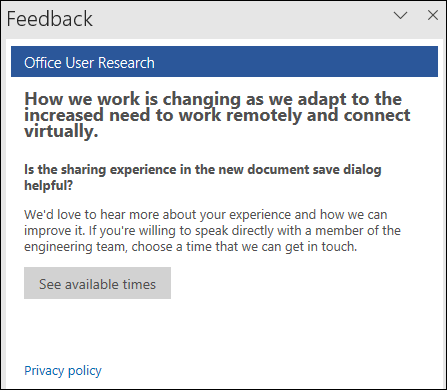 Feedback
Office User Research
How we work is changing as we adapt to the
increased need to work remotely and connect
virtually.
Is the sharing experience in the new document save dialog
helpful?
We'd love to hear more about your experience and how we can
improve it. If you're willing to speak directly with a member of the
engineering team, choose a time that we can get in touch.
See available times
Privacy policy